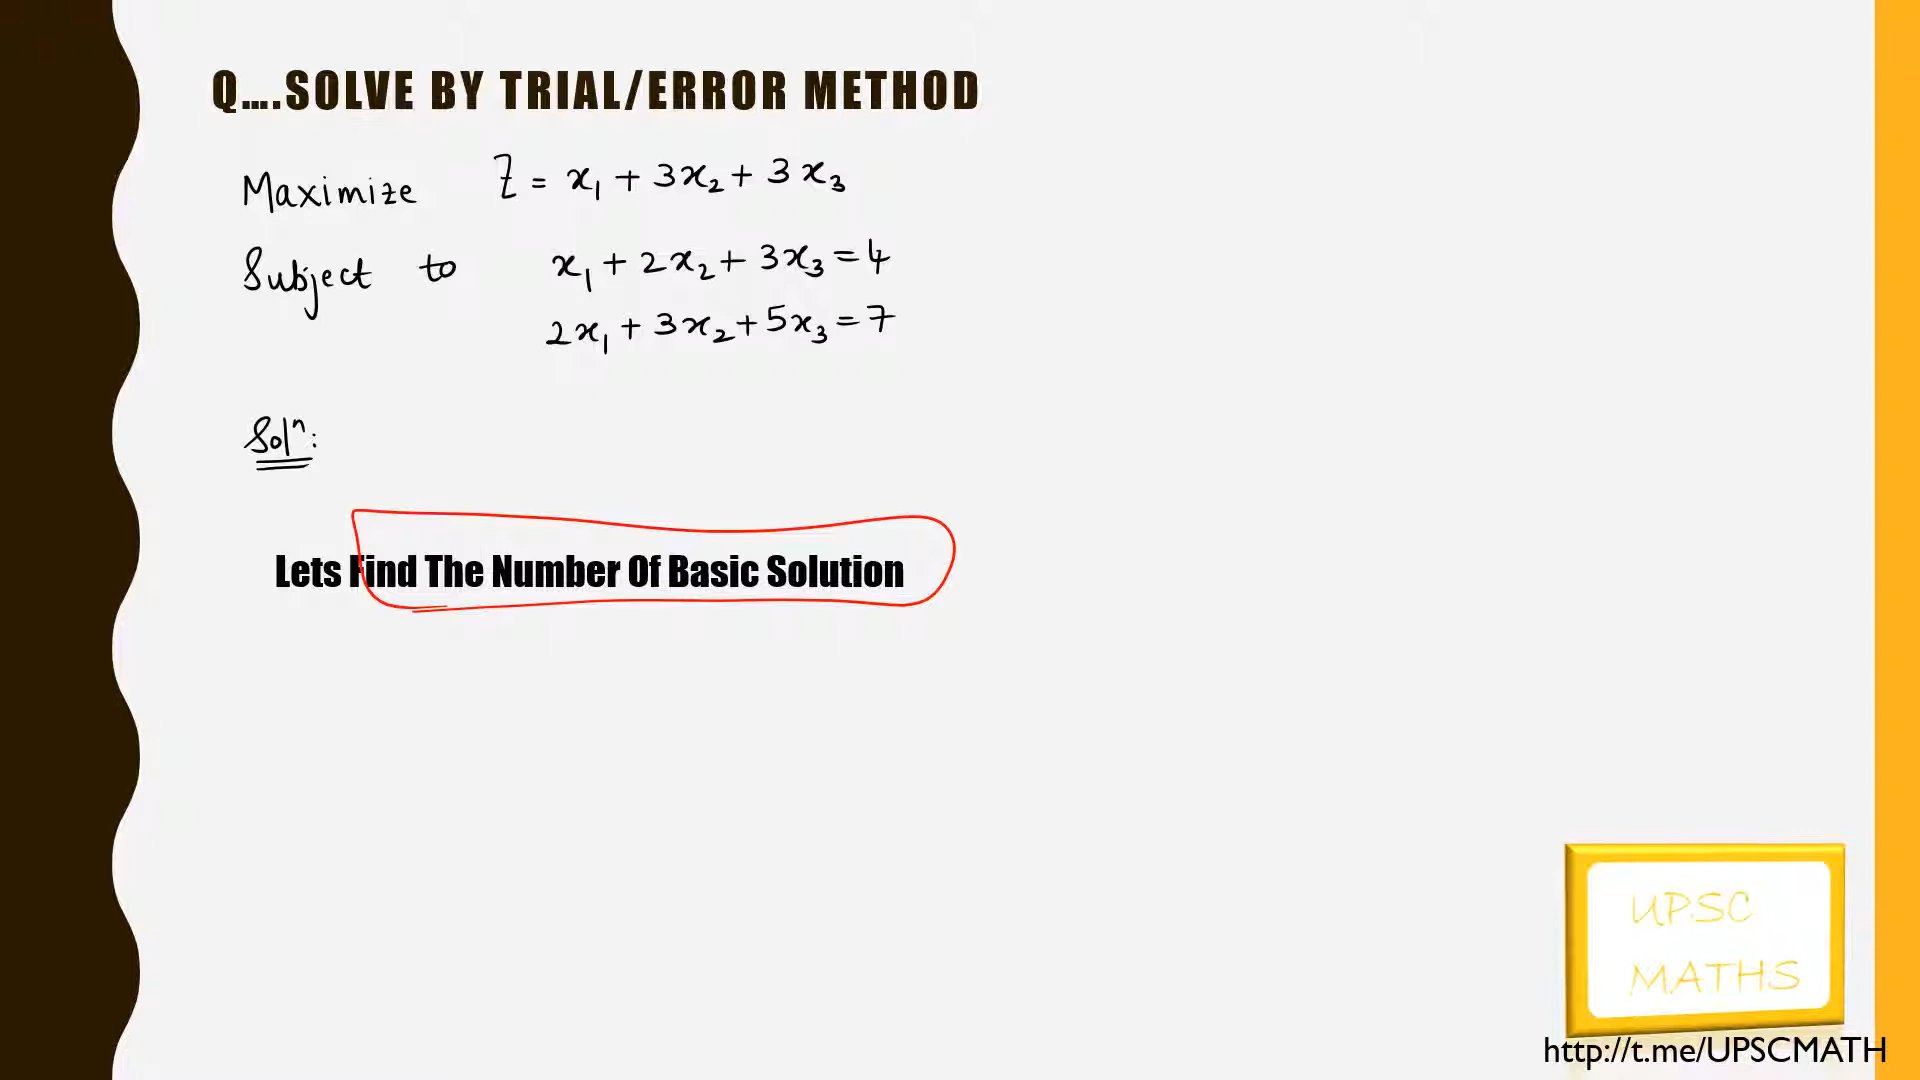 Q....SOLVE BY TRIAL/ERROR METHOD
Maximize Z = x₁ + 3x₂ + 3x₃
Subject to x₁ + 2x₂ + 3x₃ = 4
2x₁ + 3x₂ + 5x₃ = 7
Solⁿ:
Lets Find The Number Of Basic Solution
UPSC
MATHS
http://t.me/UPSCMATH